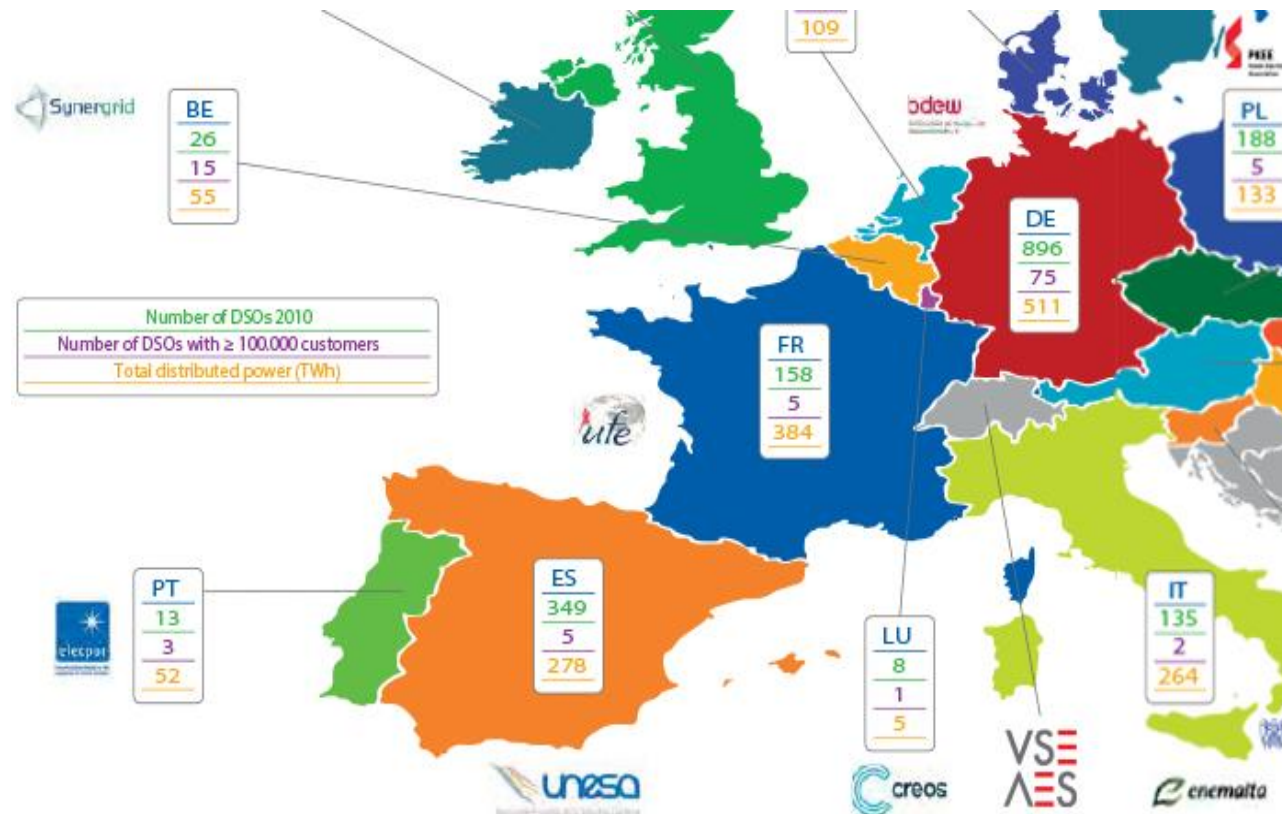 109
PKEE
bdew
Synergrid
BE
26
15
55
PL
188
5
133
DE
896
75
511
Number of DSOs 2010
Number of DSOs with ≥ 100.000 customers
Total distributed power (TWh)
FR
158
5
384
ufe
PT
13
3
52
elecpor
ES
349
5
278
LU
8
1
5
IT
135
2
264
unesa
creos
VSE
AES
enemalta